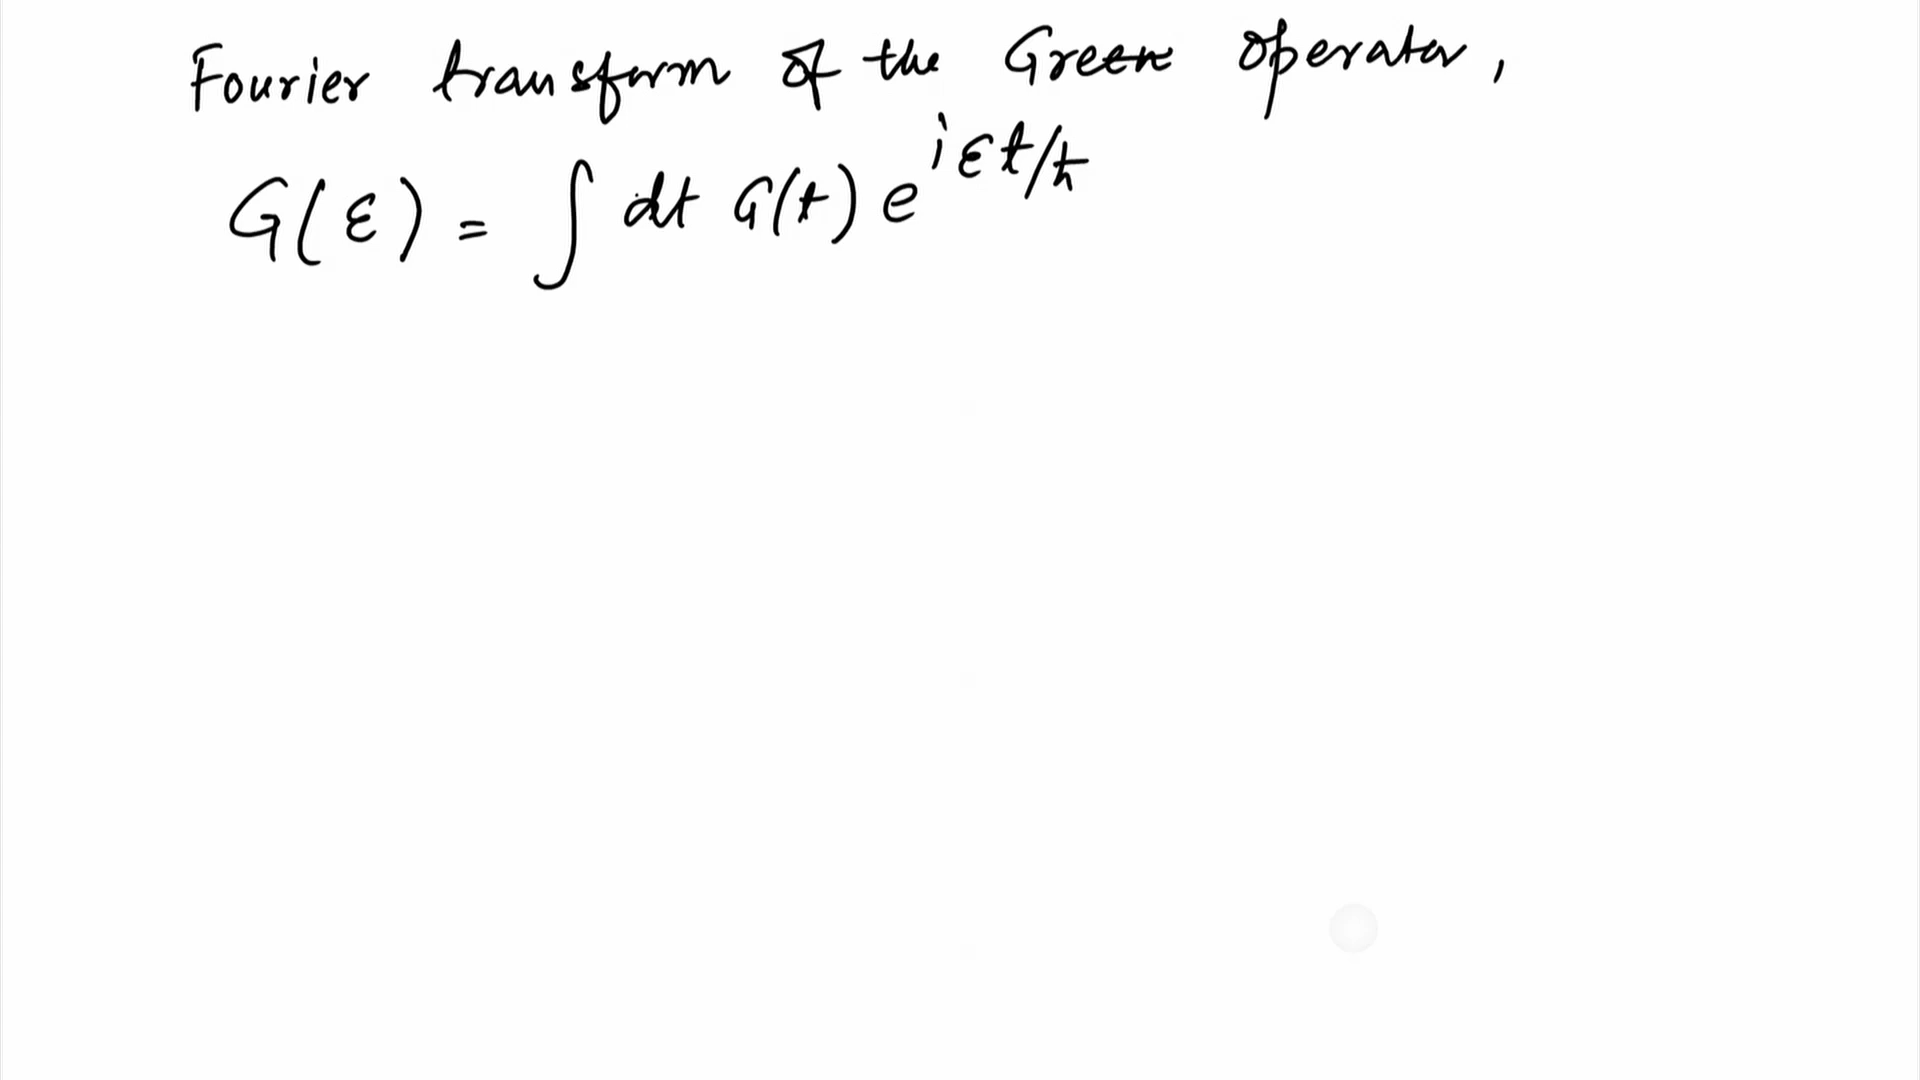 Fourier transform of the Green operator,
G(ε) = ∫ dt G(t) e^{iεt/ħ}